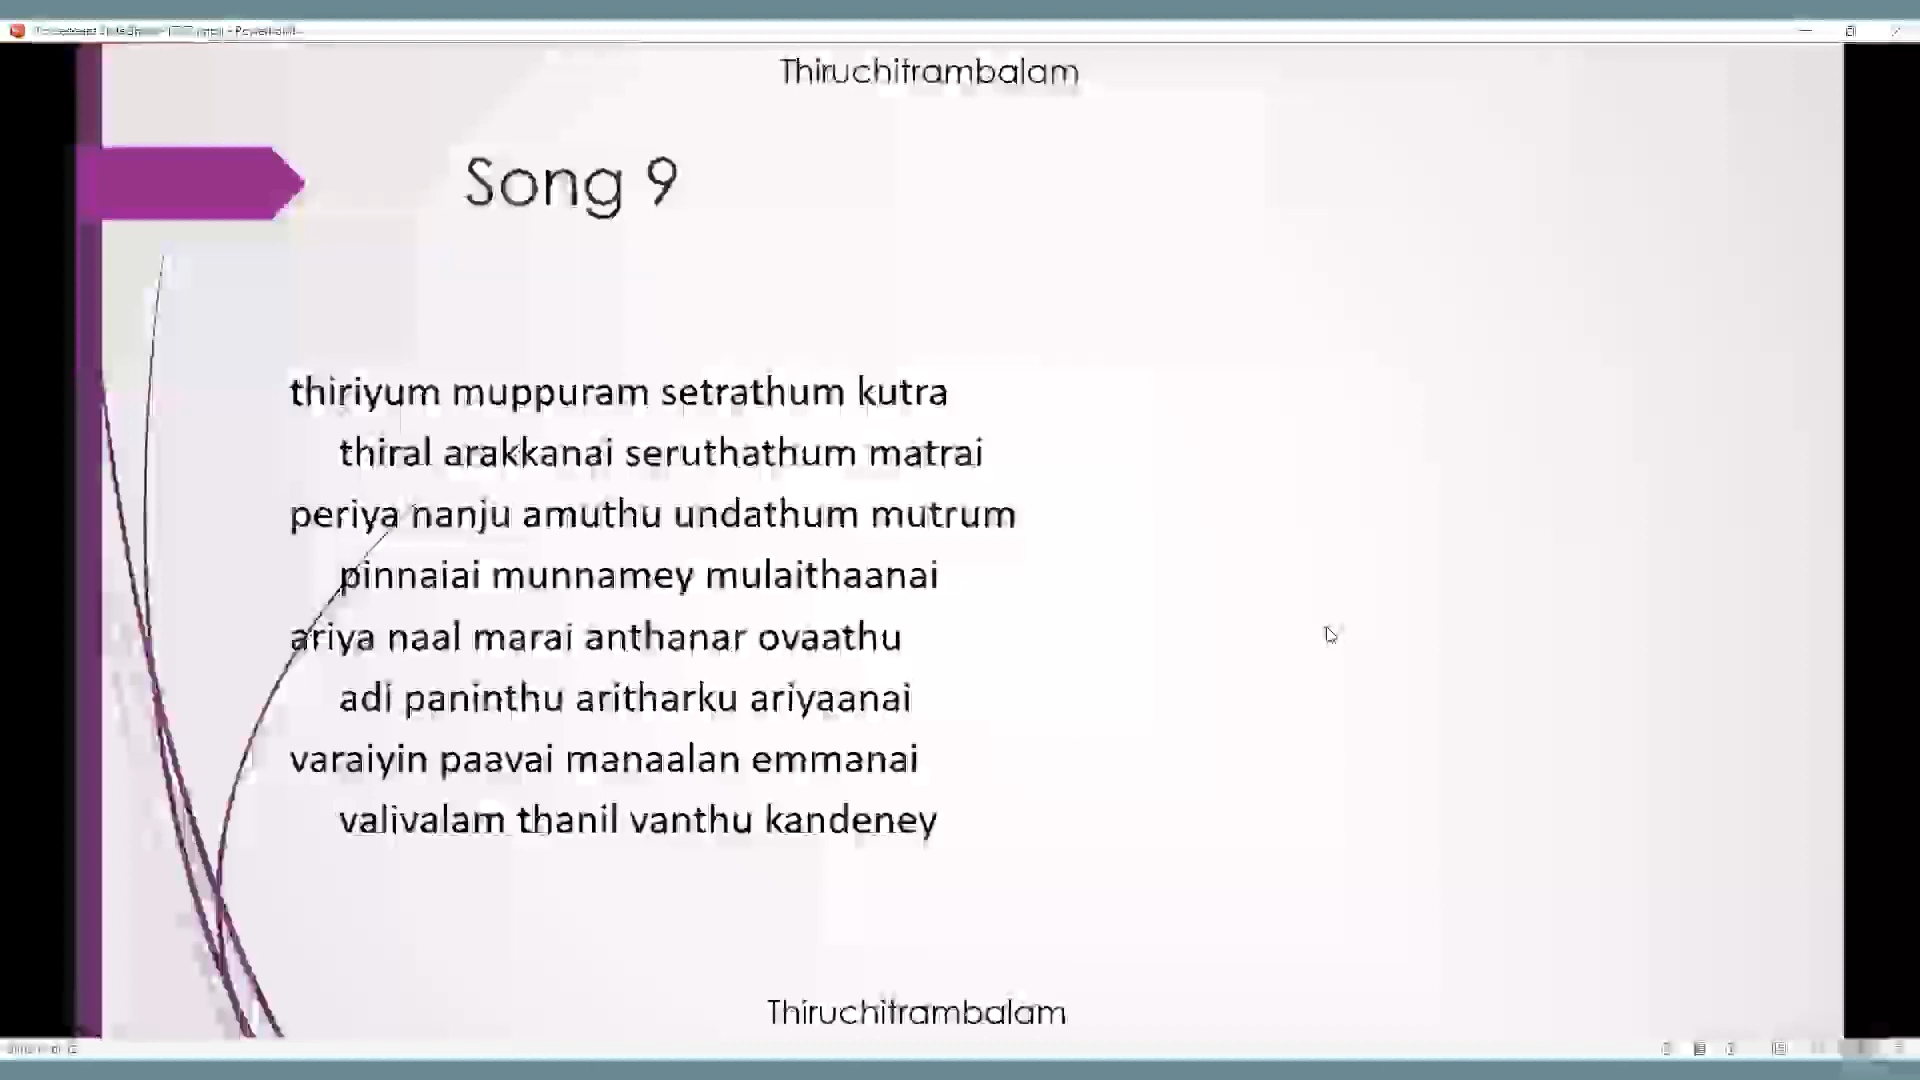 PowerPoint
Thiruchitrambalam
Song 9
thiriyum muppuram setrathum kutra
thiral arakkanai seruthathum matrai
periya nanju amuthu undathum mutrum
pinnaiai munnamey mulaithaanai
ariya naal marai anthanar ovaathu
adi paninthu aritharku ariyaanai
varaiyin paavai manaalan emmanai
valivalam thanil vanthu kandeney
Thiruchitrambalam